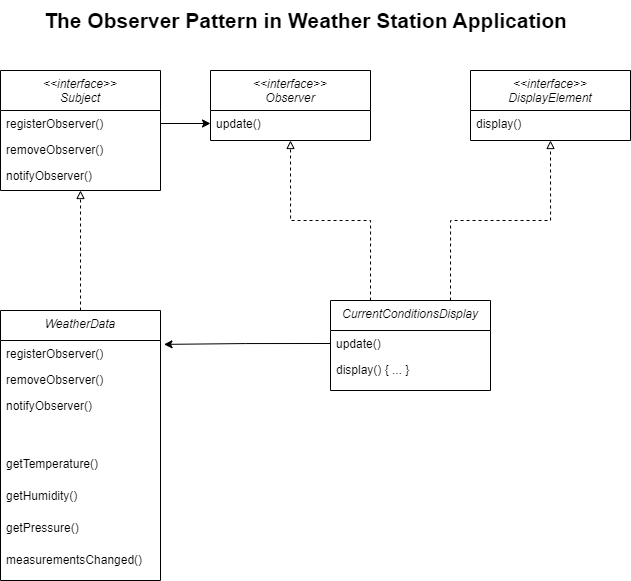 The Observer Pattern in Weather Station Application
<<interface>>
Subject
registerObserver()
removeObserver()
notifyObserver()
<<interface>>
Observer
update()
<<interface>>
DisplayElement
display()
WeatherData
registerObserver()
removeObserver()
notifyObserver()
getTemperature()
getHumidity()
getPressure()
measurementsChanged()
CurrentConditionsDisplay
update()
display() { ... }